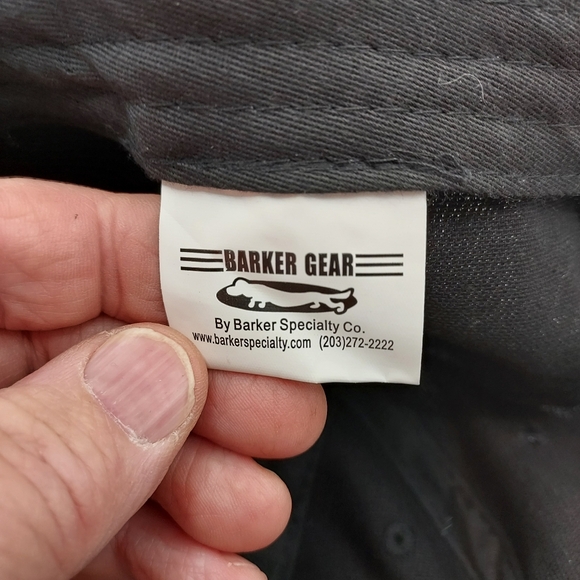 BARKER GEAR
By Barker Specialty Co.
www.barkerspecialty.com (203)272-2222